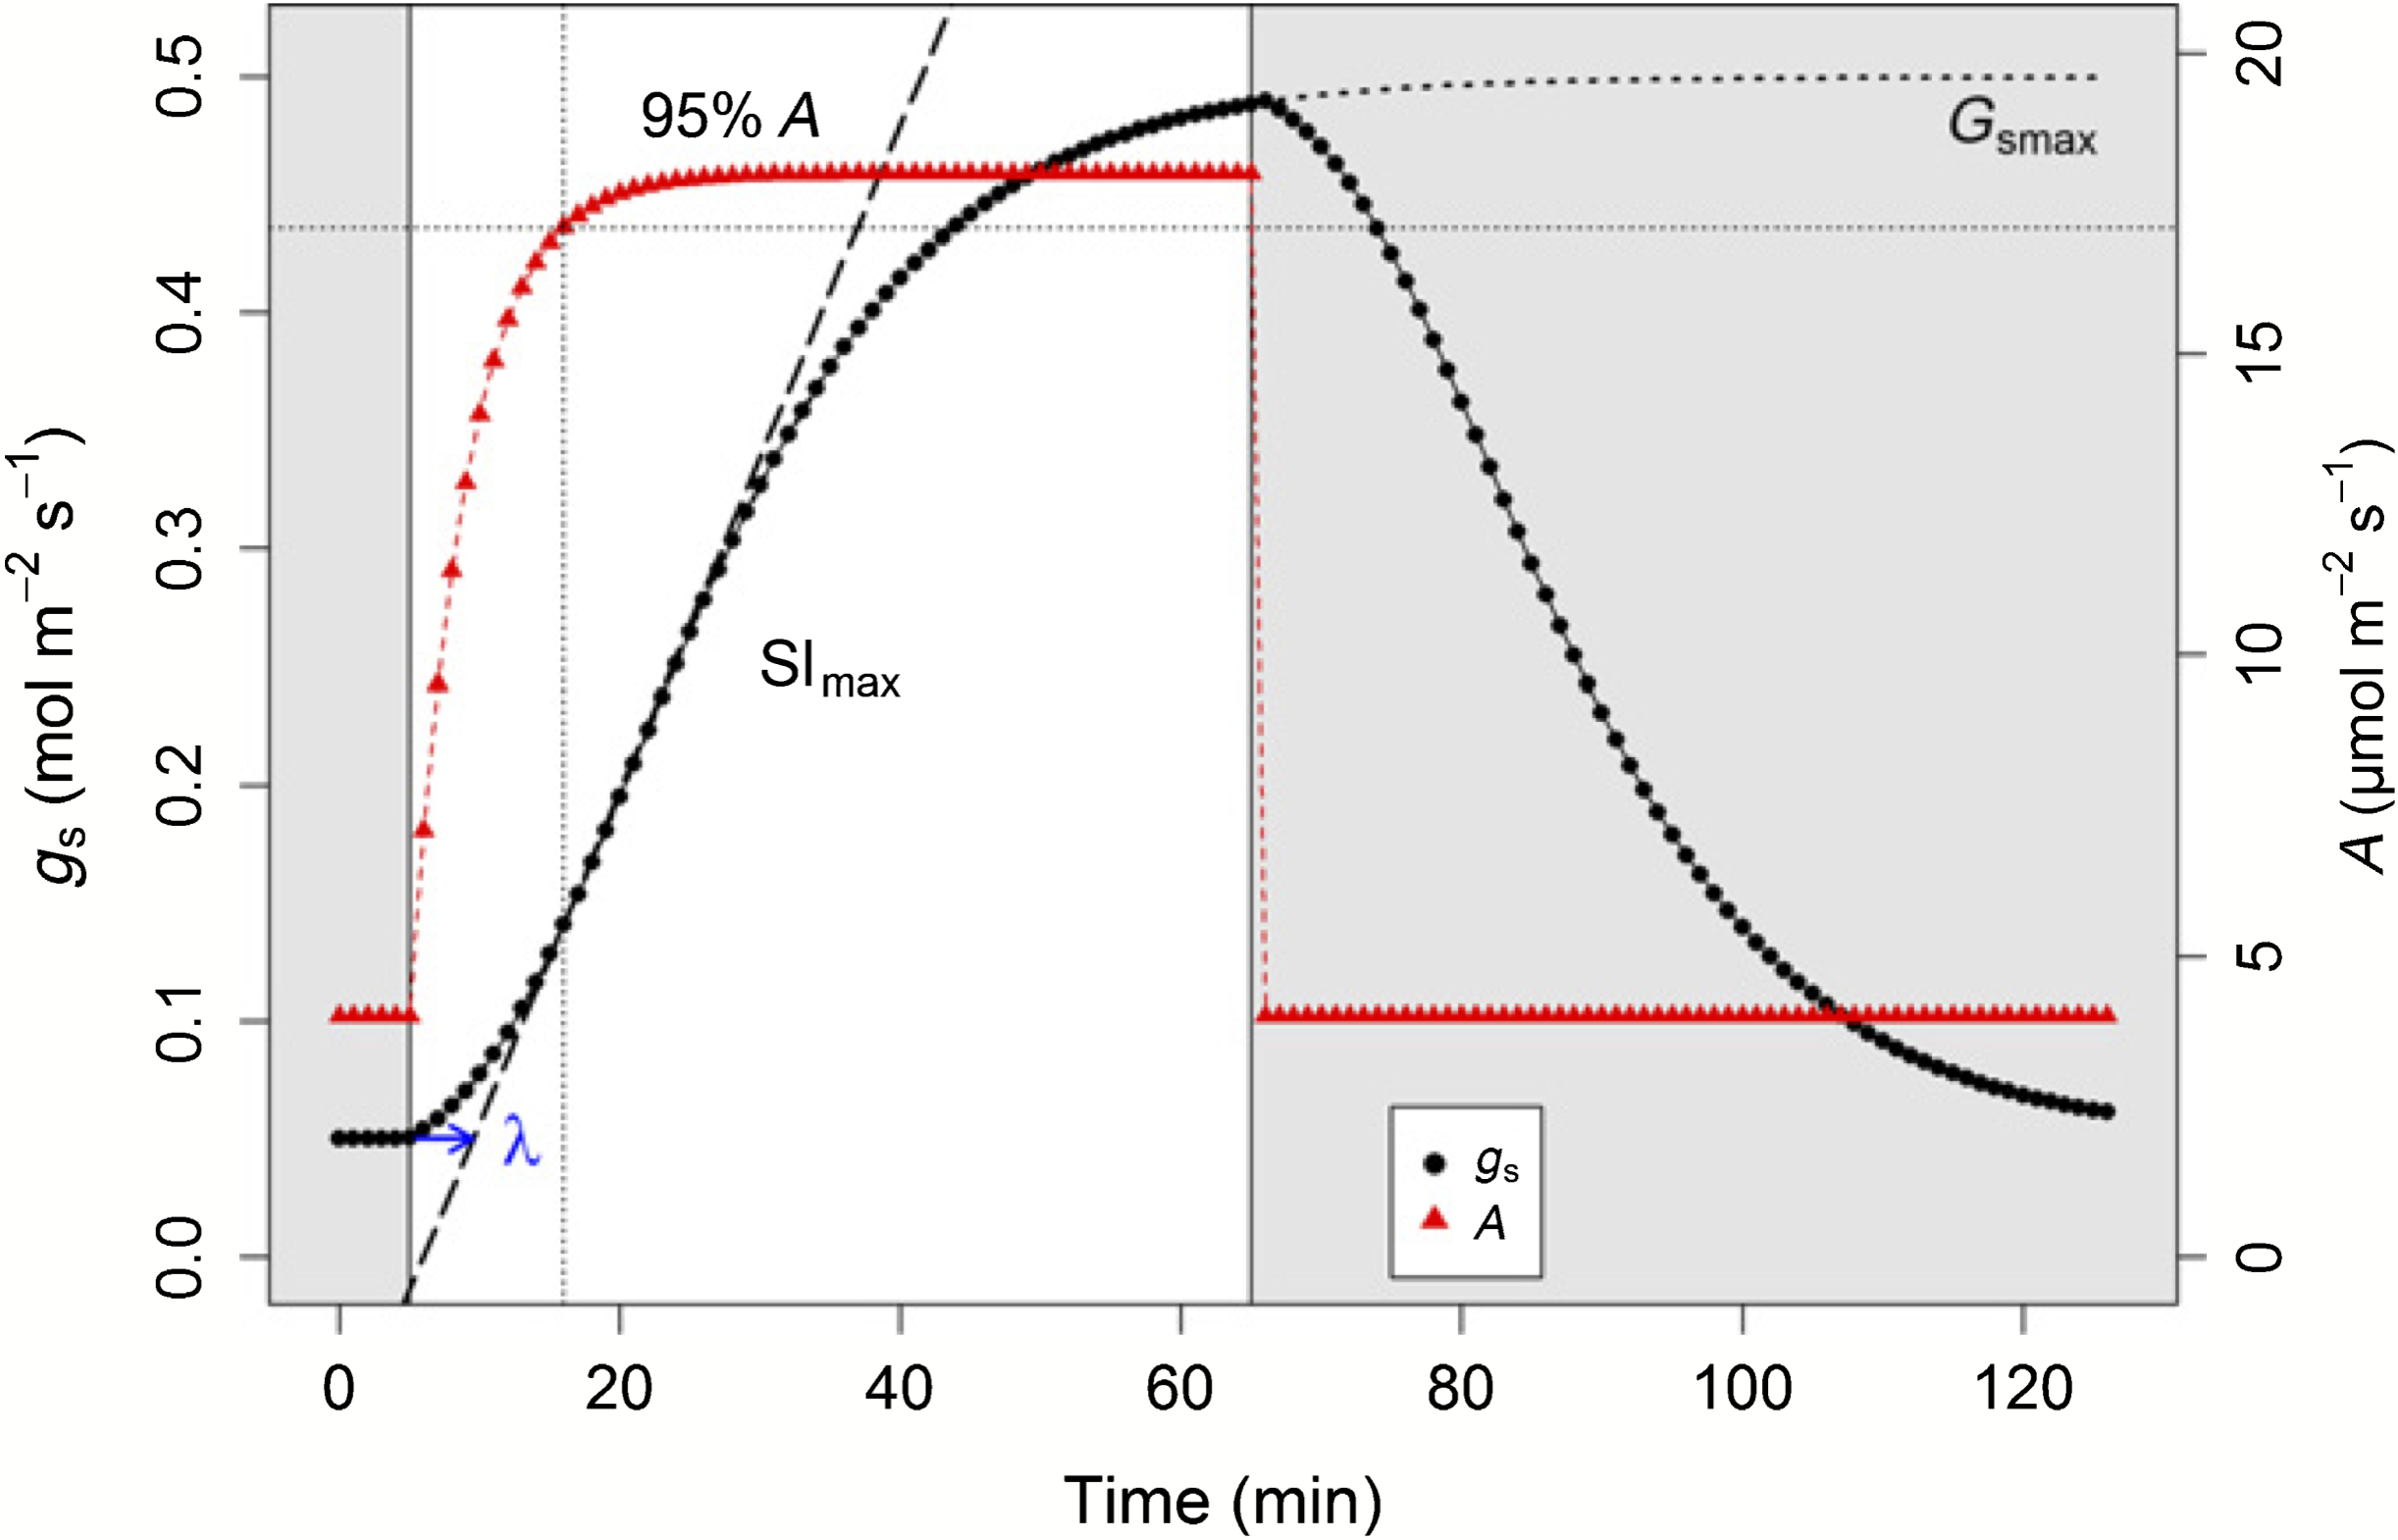 0.5
0.4
0.3
0.2
0.1
0.0
gs (mol m−2 s−1)
20
15
10
5
0
A (μmol m−2 s−1)
95% A
Gsmax
SImax
λ
gs
A
0 20 40 60 80 100 120
Time (min)